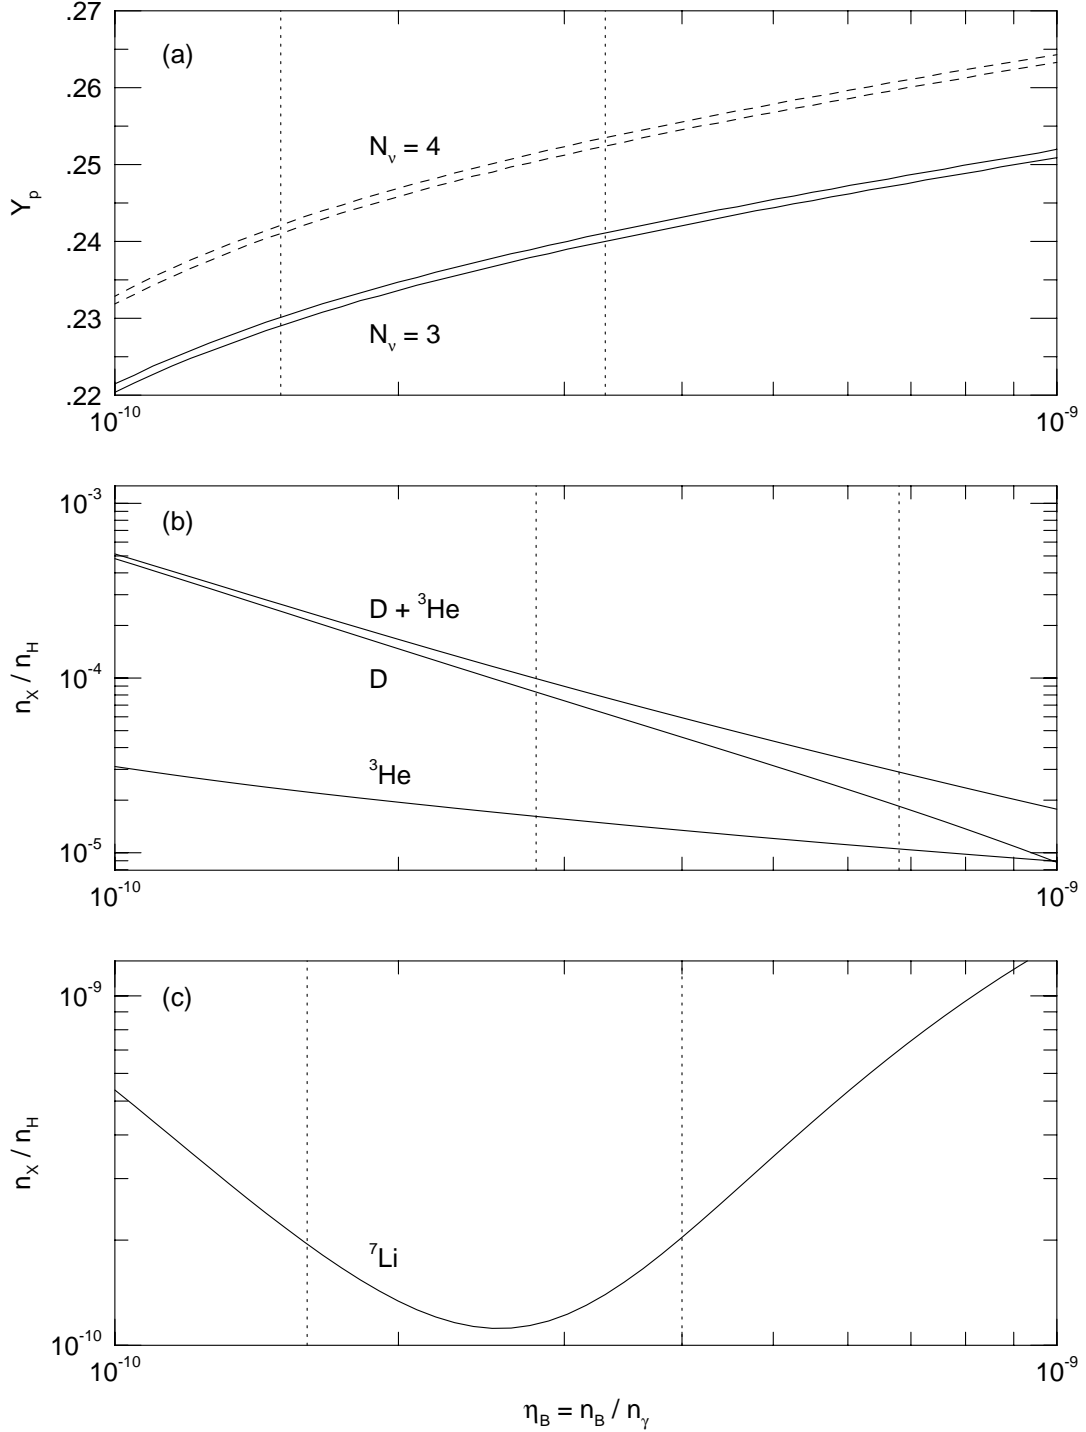 .27
.26
.25
.24
.23
.22
Y_p
(a)
N_ν = 4
N_ν = 3
10^-10
10^-9
10^-3
10^-4
10^-5
n_X / n_H
(b)
D + ^3He
D
^3He
10^-10
10^-9
10^-9
10^-10
n_X / n_H
(c)
^7Li
10^-10
10^-9
η_B = n_B / n_γ